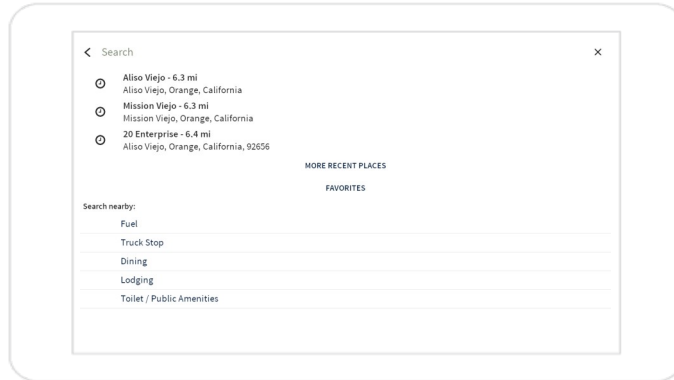 Search
Aliso Viejo - 6.3 mi
Aliso Viejo, Orange, California
Mission Viejo - 6.3 mi
Mission Viejo, Orange, California
20 Enterprise - 6.4 mi
Aliso Viejo, Orange, California, 92656
MORE RECENT PLACES
FAVORITES
Search nearby:
Fuel
Truck Stop
Dining
Lodging
Toilet / Public Amenities